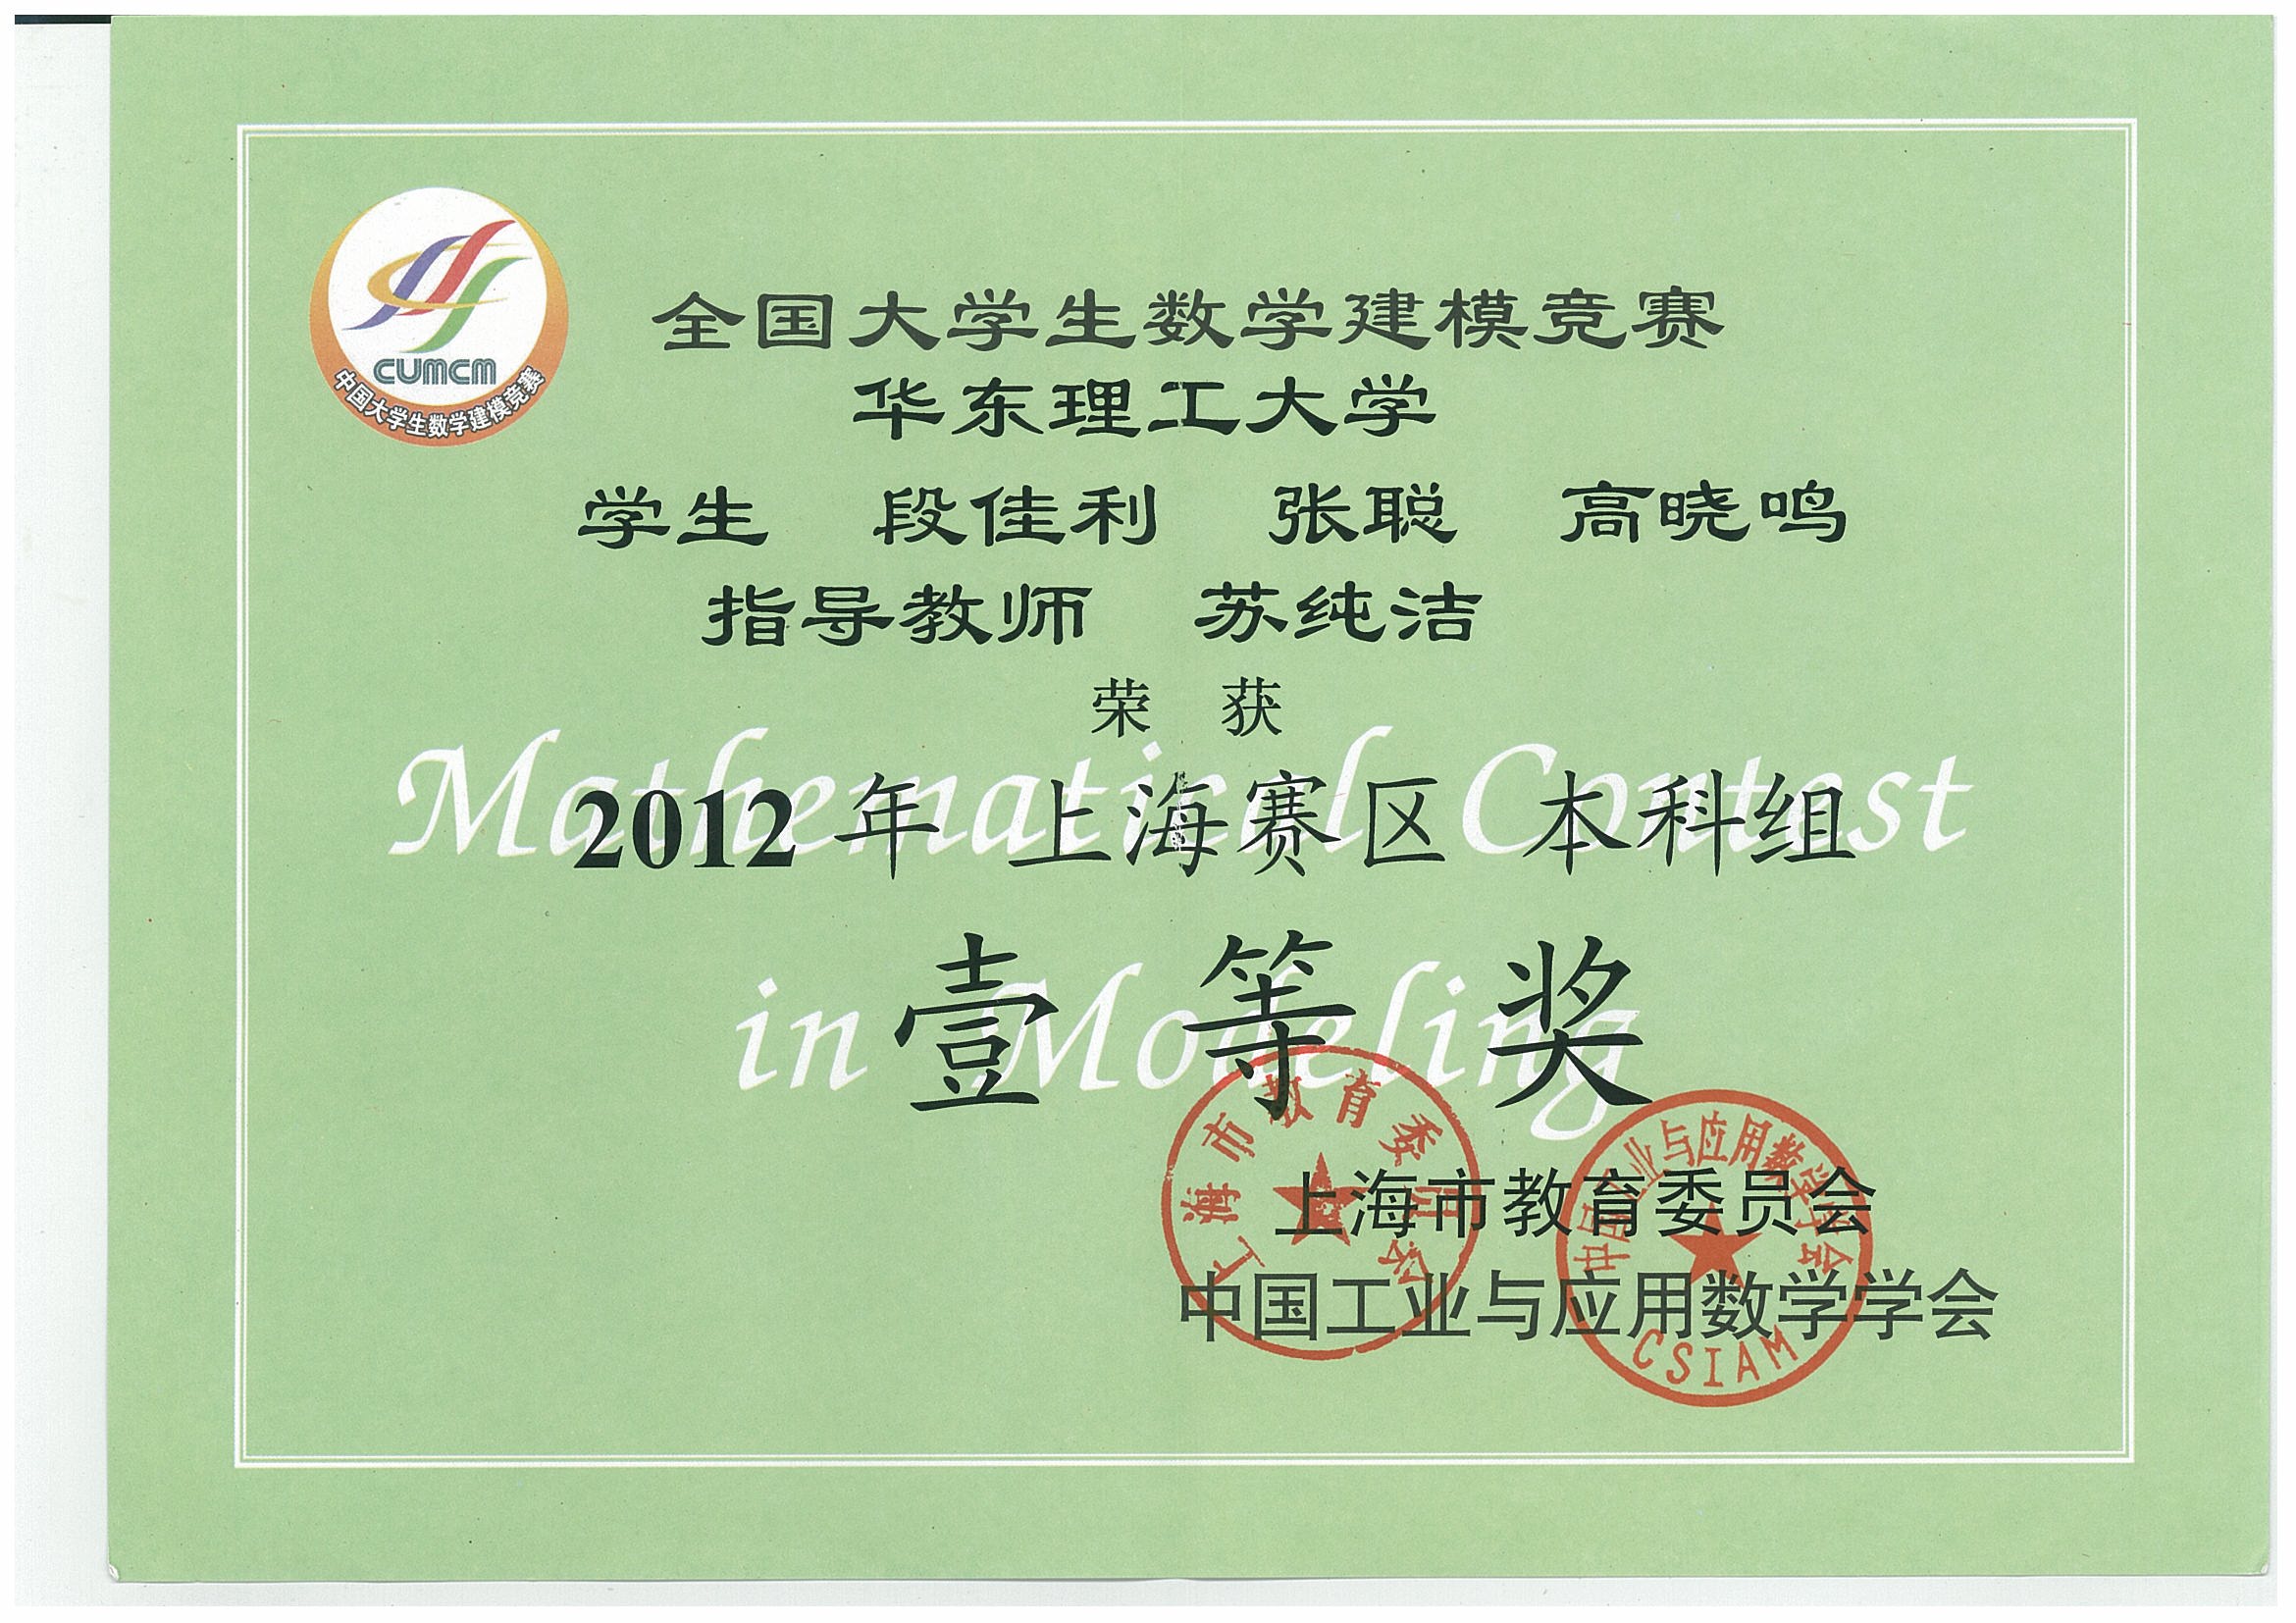 CUMCM
中国大学生数学建模竞赛
全国大学生数学建模竞赛
华东理工大学
学生 段佳利 张聪 高晓鸣
指导教师 苏纯洁
荣 获
Mathematical Contest
2012 年 上海赛区 本科组
in Modeling
壹 等 奖
上海市教育委员会
上海市教育委员会
中国工业与应用数学学会
中国工业与应用数学学会
CSIAM